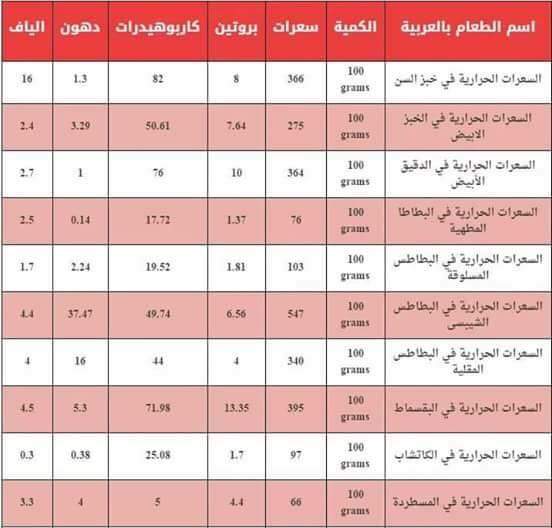 اسم الطعام بالعربية الكمية سعرات بروتين كاربوهيدرات دهون الياف
السعرات الحرارية في خبز السن 100 grams 366 8 82 1.3 16
السعرات الحرارية في الخبز الابيض 100 grams 275 7.64 50.61 3.29 2.4
السعرات الحرارية في الدقيق الأبيض 100 grams 364 10 76 1 2.7
السعرات الحرارية في البطاطا المطهية 100 grams 76 1.37 17.72 0.14 2.5
السعرات الحرارية في البطاطس المسلوقة 100 grams 103 1.81 19.52 2.24 1.7
السعرات الحرارية في البطاطس الشيبسى 100 grams 547 6.56 49.74 37.47 4.4
السعرات الحرارية في البطاطس المقلية 100 grams 340 4 44 16 4
السعرات الحرارية في البقسماط 100 grams 395 13.35 71.98 5.3 4.5
السعرات الحرارية في الكاتشاب 100 grams 97 1.7 25.08 0.38 0.3
السعرات الحرارية في المسطردة 100 grams 66 4.4 5 4 3.3